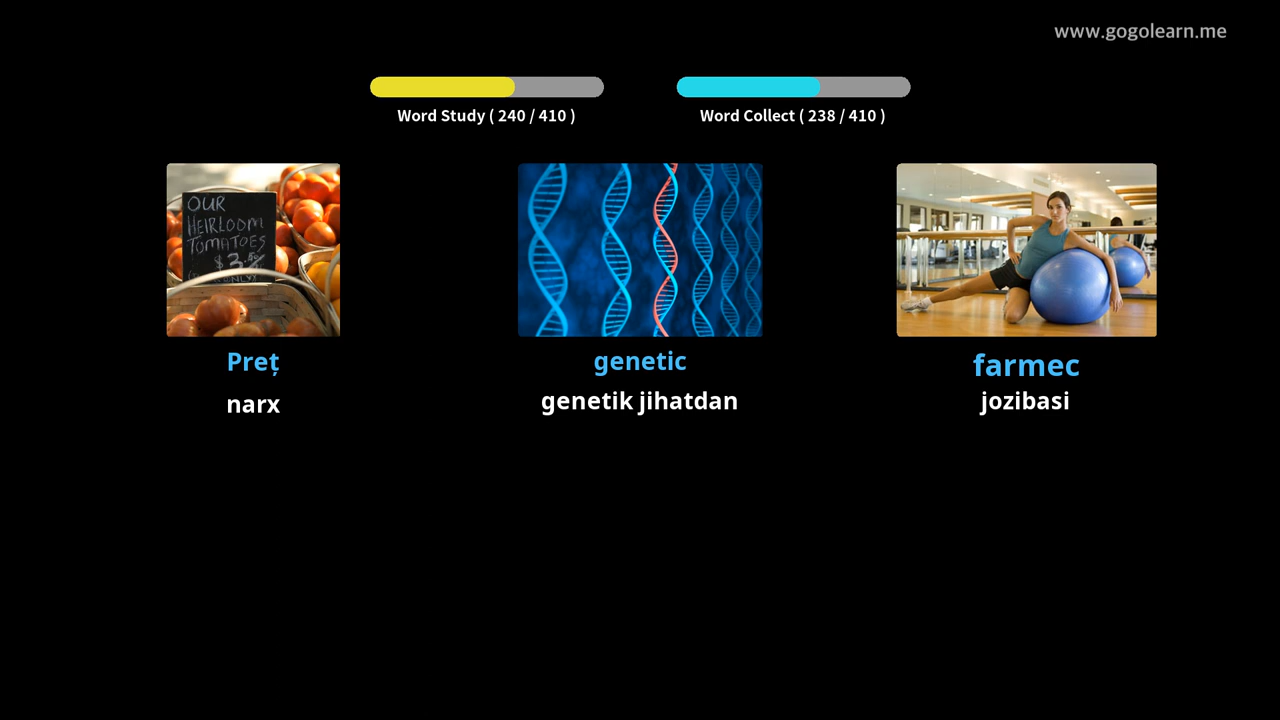 www.gogolearn.me
Word Study ( 240 / 410 )
Word Collect ( 238 / 410 )
OUR
HEIRLOOM
TOMATOES
Preț
genetic
farmec
narx
genetik jihatdan
jozibasi